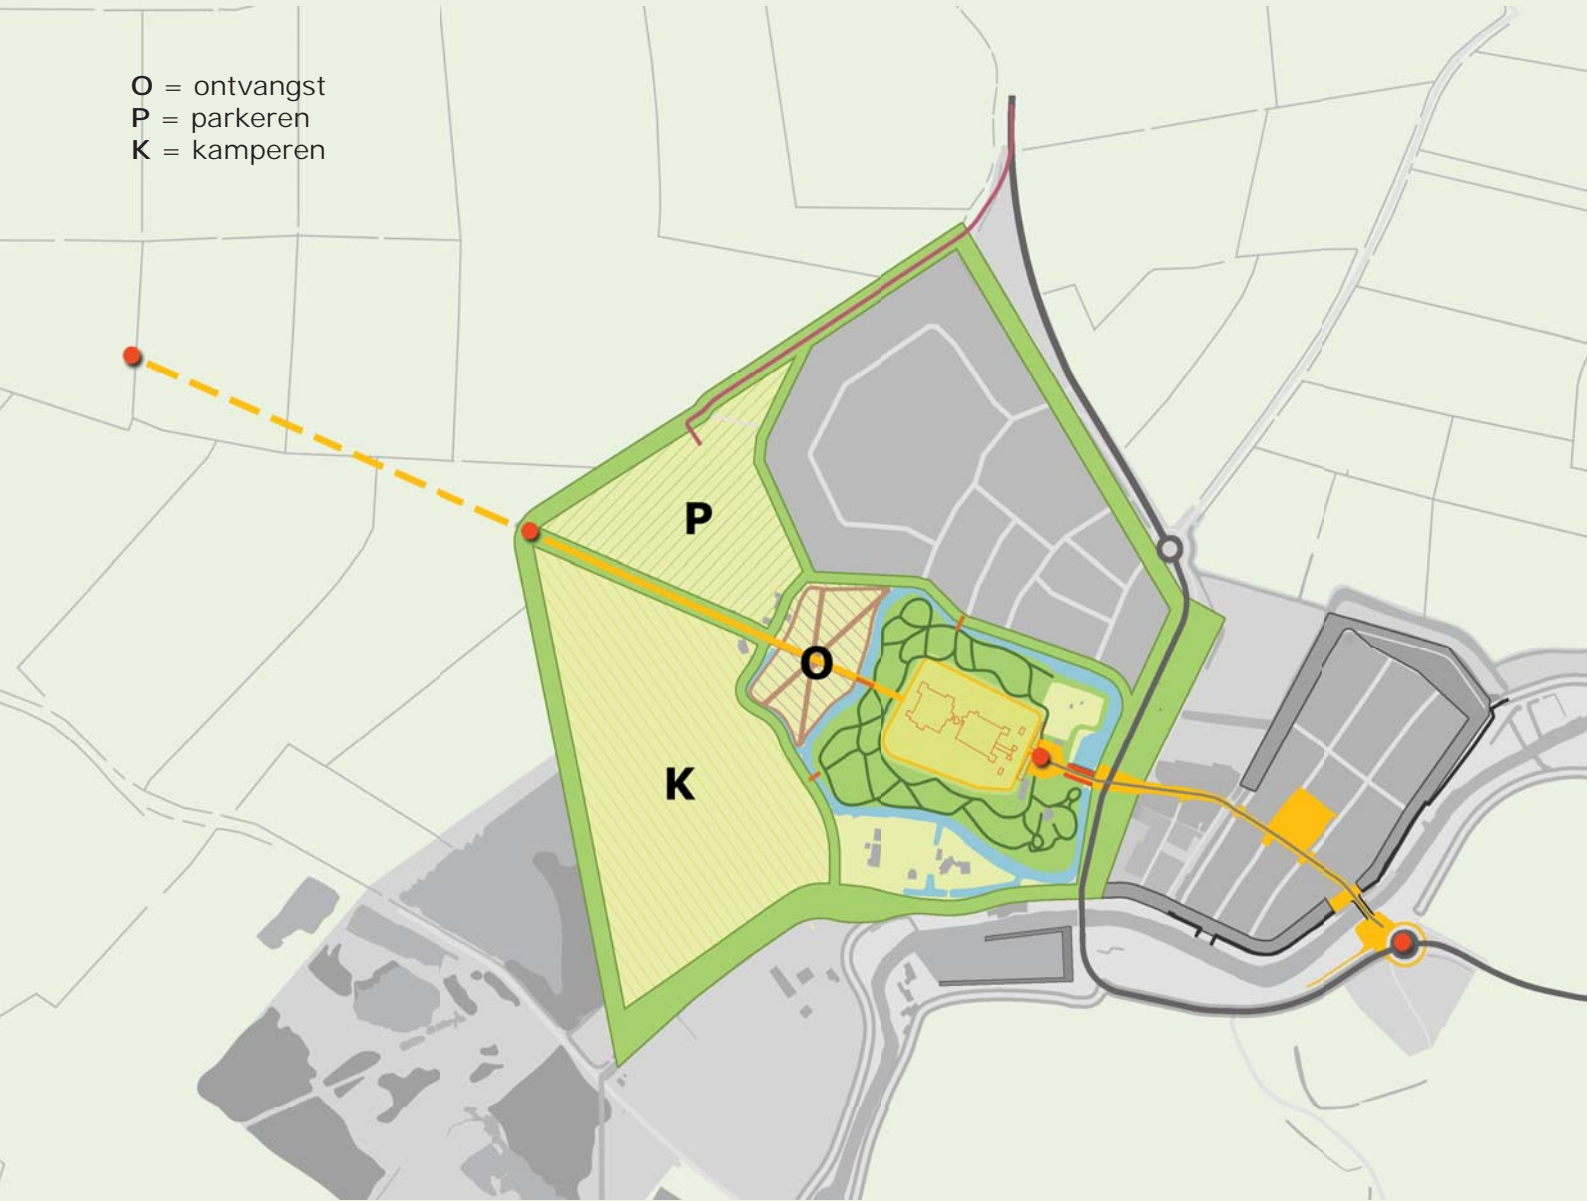 O = ontvangst
P = parkeren
K = kamperen
P
O
K